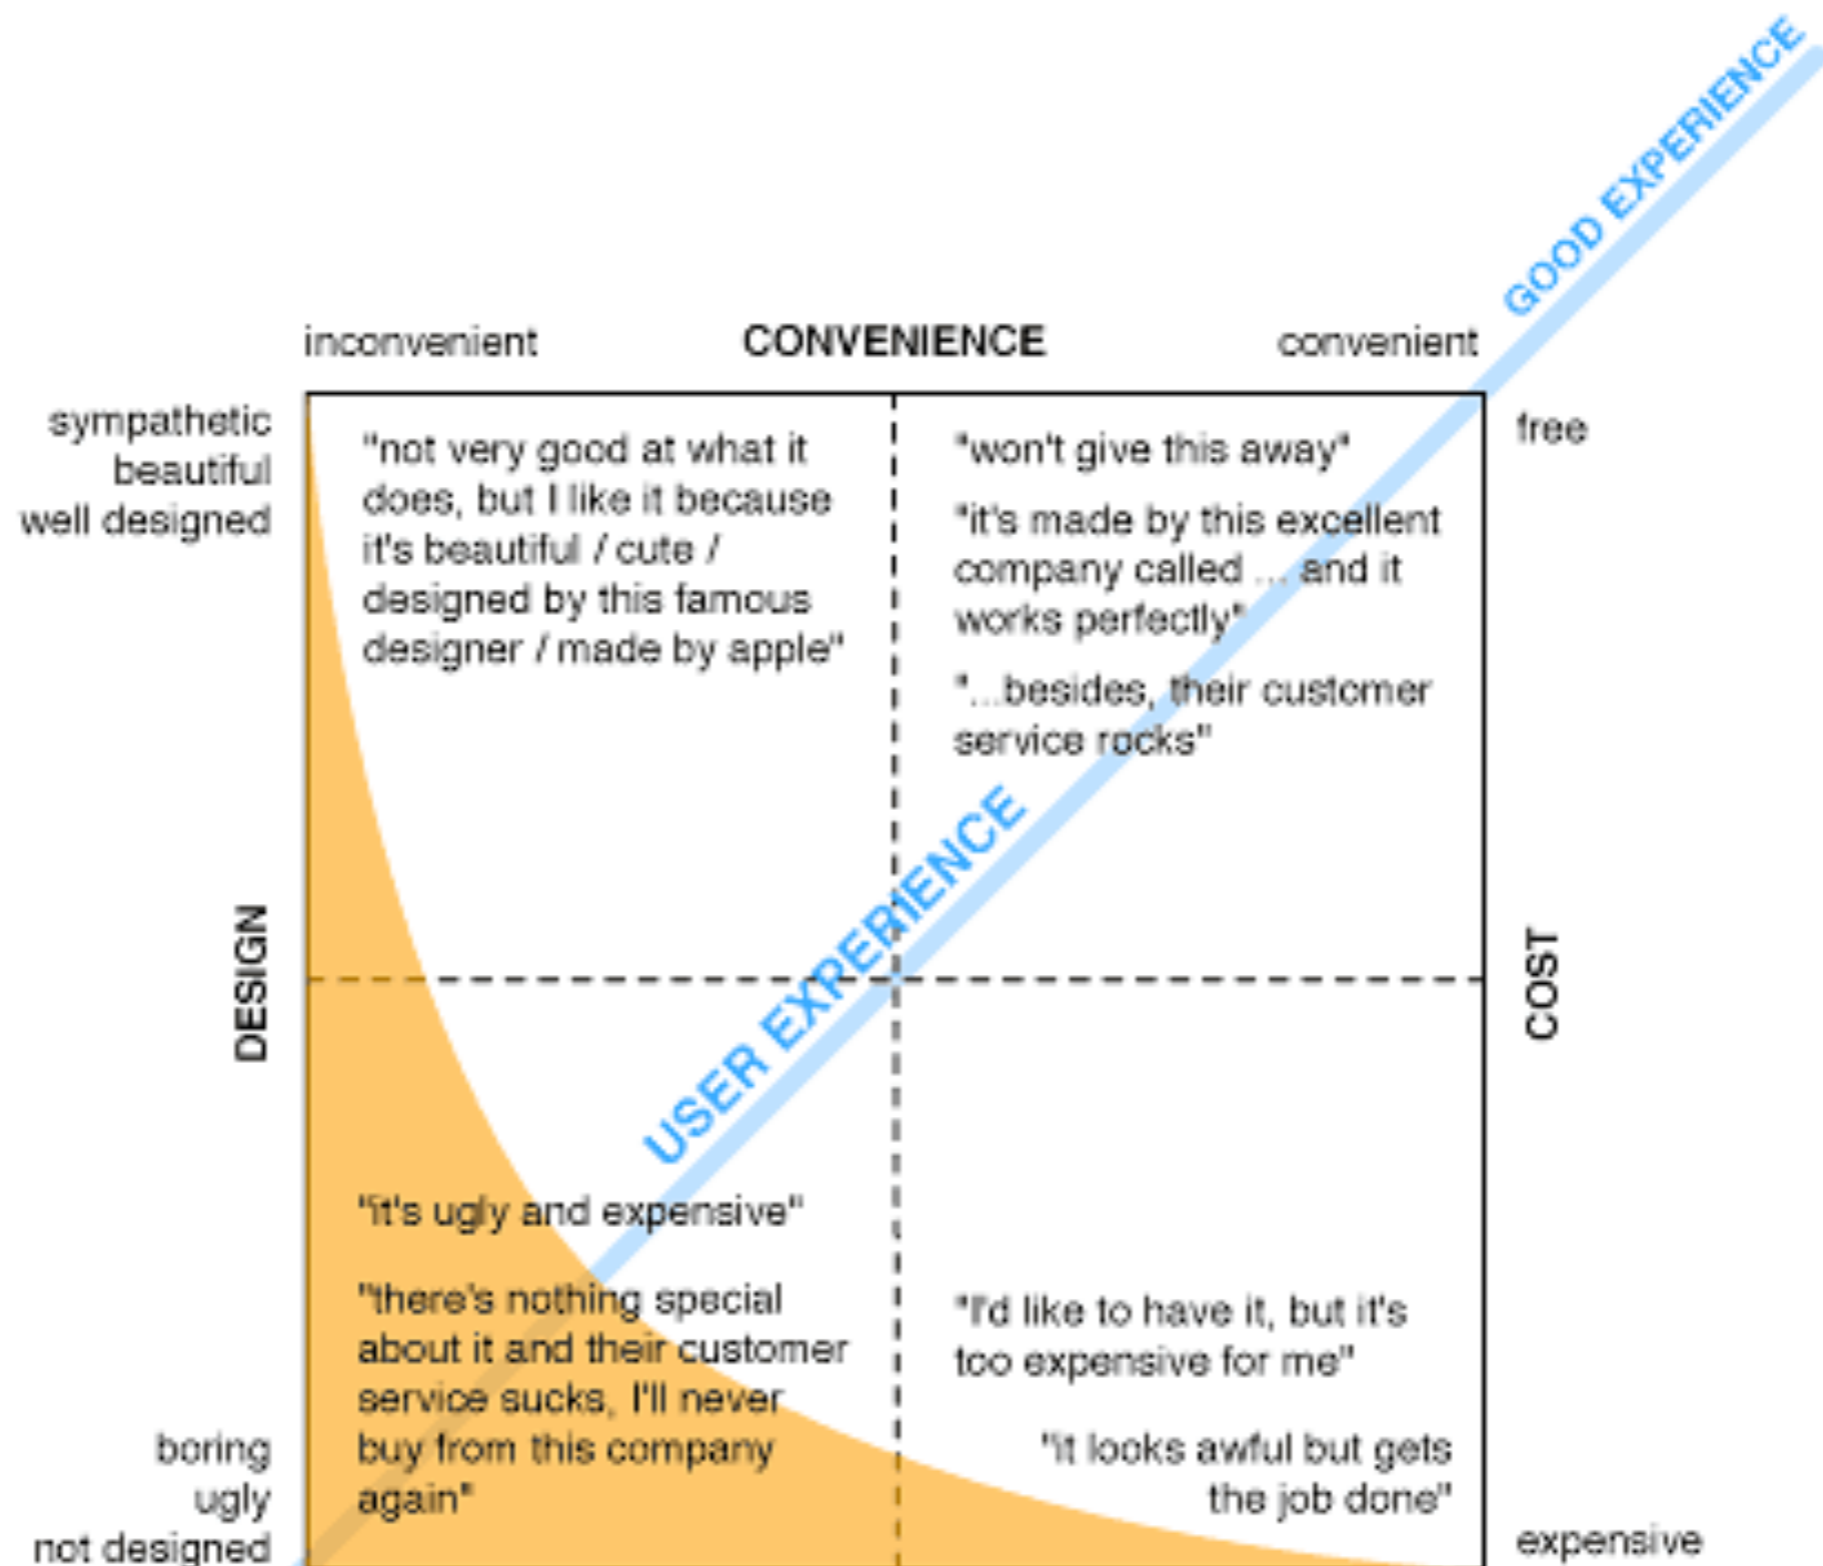 GOOD EXPERIENCE
inconvenient
CONVENIENCE
convenient
sympathetic
beautiful
well designed
free
"not very good at what it
does, but I like it because
it's beautiful / cute /
designed by this famous
designer / made by apple"
"won't give this away"
"it's made by this excellent
company called ... and it
works perfectly"
"...besides, their customer
service rocks"
USER EXPERIENCE
DESIGN
COST
"it's ugly and expensive"
"there's nothing special
about it and their customer
service sucks, I'll never
buy from this company
again"
"I'd like to have it, but it's
too expensive for me"
"it looks awful but gets
the job done"
boring
ugly
not designed
expensive